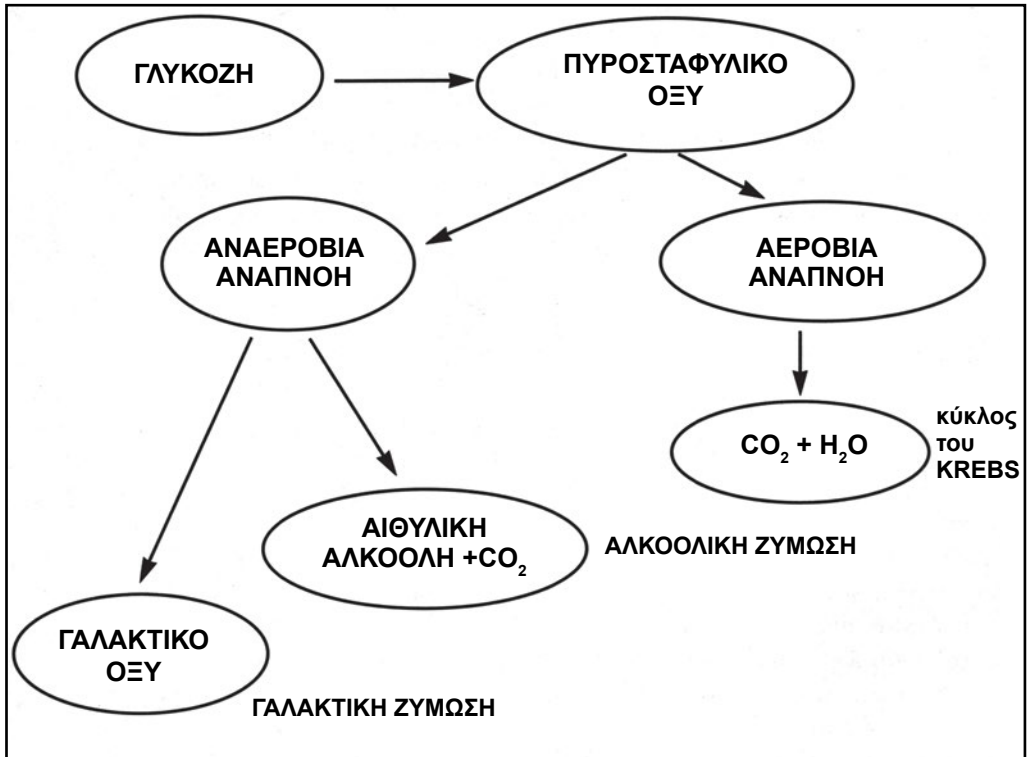 ΓΛΥΚΟΖΗ
ΠΥΡΟΣΤΑΦΥΛΙΚΟ
ΟΞΥ
ΑΝΑΕΡΟΒΙΑ
ΑΝΑΠΝΟΗ
ΑΕΡΟΒΙΑ
ΑΝΑΠΝΟΗ
CO₂ + H₂O
κύκλος
του
KREBS
ΑΙΘΥΛΙΚΗ
ΑΛΚΟΟΛΗ +CO₂
ΑΛΚΟΟΛΙΚΗ ΖΥΜΩΣΗ
ΓΑΛΑΚΤΙΚΟ
ΟΞΥ
ΓΑΛΑΚΤΙΚΗ ΖΥΜΩΣΗ